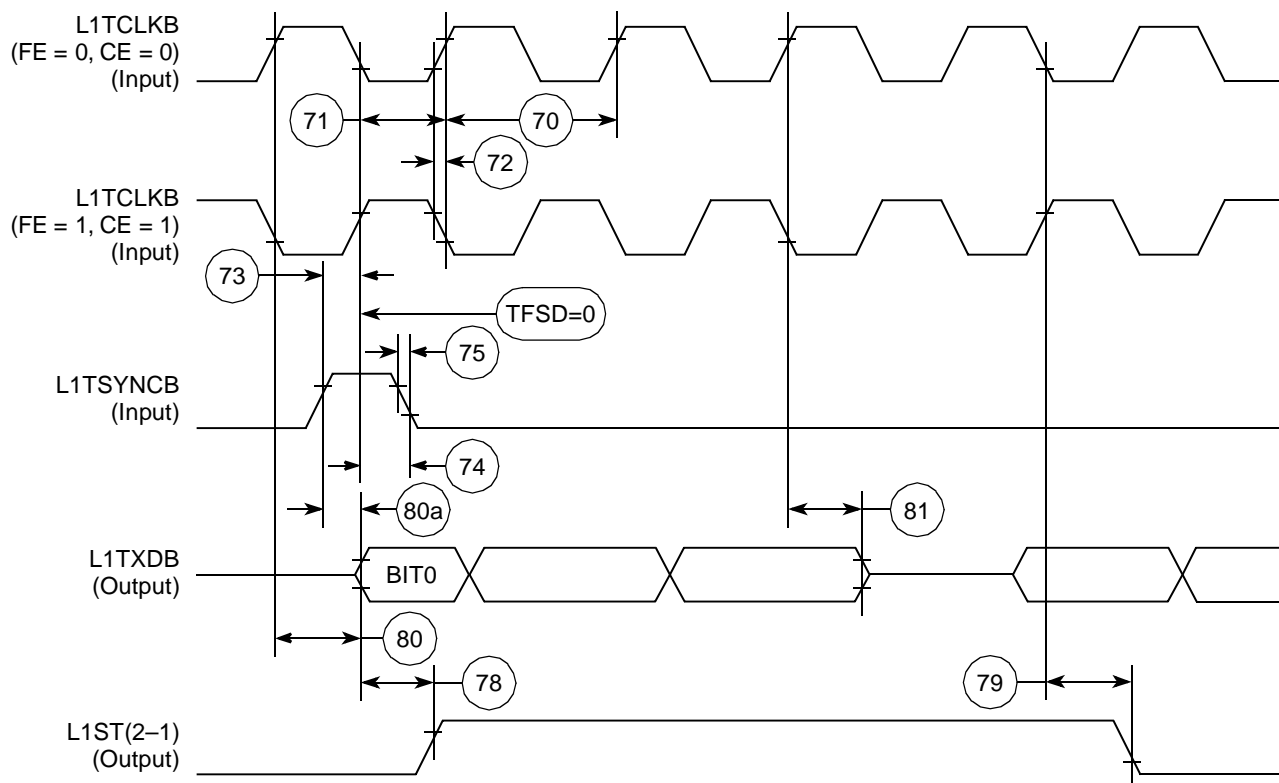 L1TCLKB
(FE = 0, CE = 0)
(Input)
71
70
72
L1TCLKB
(FE = 1, CE = 1)
(Input)
73
TFSD=0
75
L1TSYNCB
(Input)
74
80a
81
L1TXDB
(Output)
BIT0
80
78
79
L1ST(2–1)
(Output)